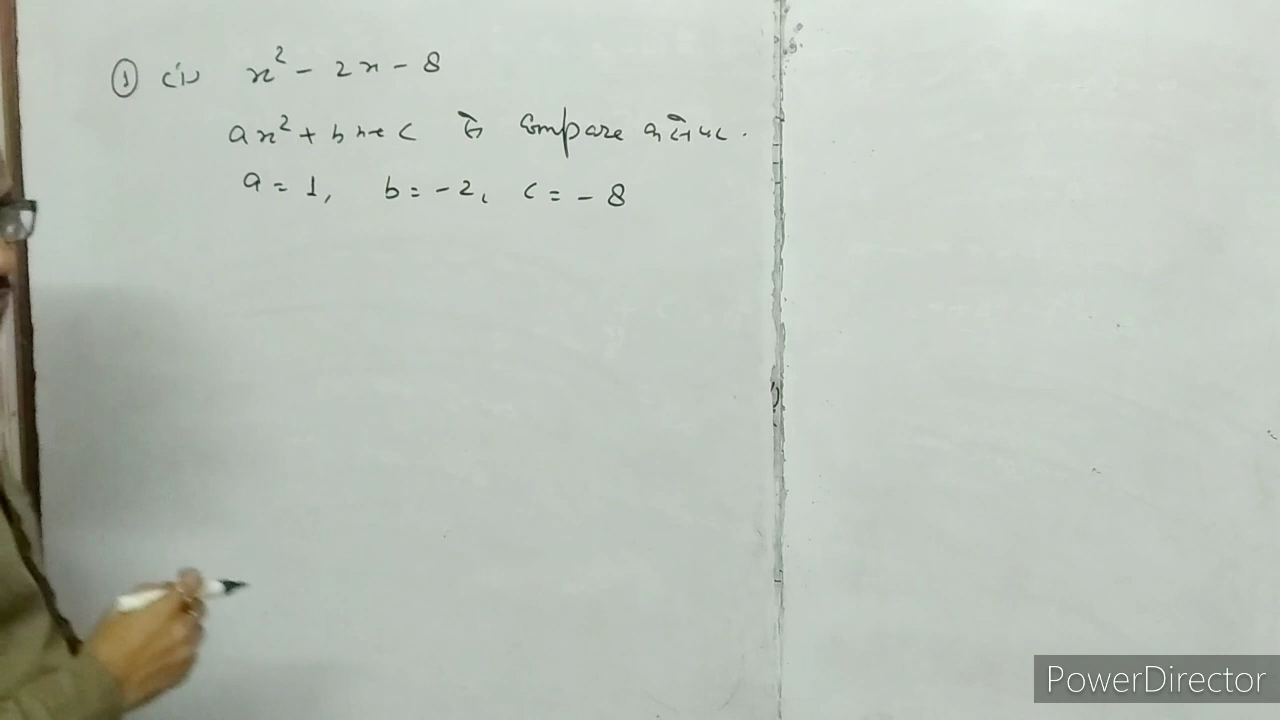 ① (i) x² - 2x - 8
ax² + bx + c से compare करने पर.
a = 1, b = -2, c = -8
PowerDirector